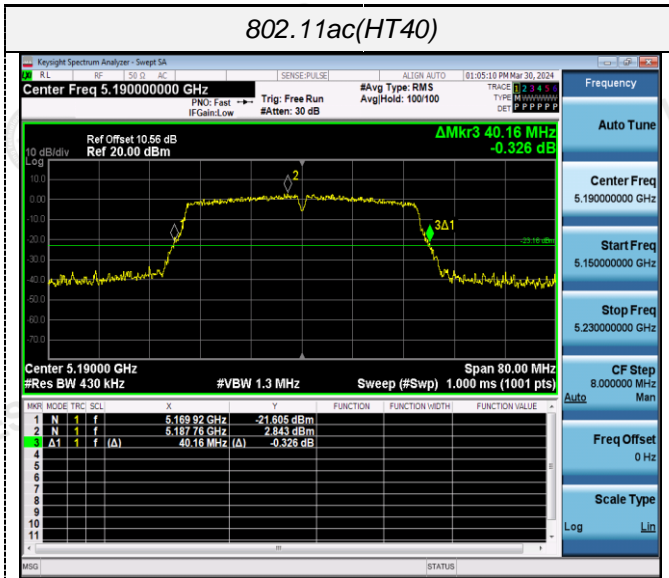 802.11ac(HT40)
Keysight Spectrum Analyzer - Swept SA
RL RF 50 Ω AC SENSE:PULSE ALIGN AUTO 01:05:10 PM Mar 30, 2024
Center Freq 5.190000000 GHz #Avg Type: RMS TRACE 1 2 3 4 5 6
PNO: Fast Trig: Free Run Avg|Hold: 100/100 TYPE M W W W W W
IFGain:Low #Atten: 30 dB DET P P P P P P
ΔMkr3 40.16 MHz
-0.326 dB
Ref Offset 10.56 dB
10 dB/div Ref 20.00 dBm
Log
10.0
0.00
-10.0
-20.0
-30.0
-40.0
-50.0
-60.0
-70.0
1
2
3Δ1
-23.16 dBm
Center 5.19000 GHz Span 80.00 MHz
#Res BW 430 kHz #VBW 1.3 MHz Sweep (#Swp) 1.000 ms (1001 pts)
MKR MODE TRC SCL X Y FUNCTION FUNCTION WIDTH FUNCTION VALUE
1 N 1 f 5.169 92 GHz -21.605 dBm
2 N 1 f 5.187 76 GHz 2.843 dBm
3 Δ1 1 f (Δ) 40.16 MHz (Δ) -0.326 dB
4
5
6
7
8
9
10
11
MSG STATUS
Frequency
Auto Tune
Center Freq
5.190000000 GHz
Start Freq
5.150000000 GHz
Stop Freq
5.230000000 GHz
CF Step
8.000000 MHz
Auto Man
Freq Offset
0 Hz
Scale Type
Log Lin